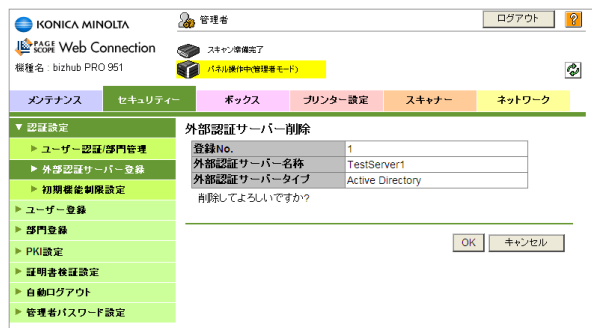 KONICA MINOLTA
管理者
ログアウト
?
PAGE SCOPE Web Connection
スキャン準備完了
機種名 : bizhub PRO 951
パネル操作中(管理者モード)
メンテナンス
セキュリティー
ボックス
プリンター設定
スキャナー
ネットワーク
▼ 認証設定
▶ ユーザー認証/部門管理
▶ 外部認証サーバー登録
▶ 初期機能制限設定
▶ ユーザー登録
▶ 部門登録
▶ PKI設定
▶ 証明書検証設定
▶ 自動ログアウト
▶ 管理者パスワード設定
外部認証サーバー削除
登録No. 1
外部認証サーバー名称 TestServer1
外部認証サーバータイプ Active Directory
削除してよろしいですか?
OK キャンセル